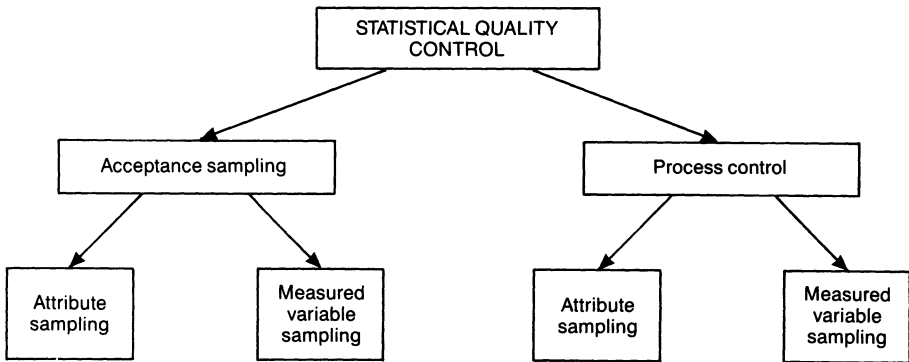 STATISTICAL QUALITY
CONTROL
Acceptance sampling
Process control
Attribute
sampling
Measured
variable
sampling
Attribute
sampling
Measured
variable
sampling